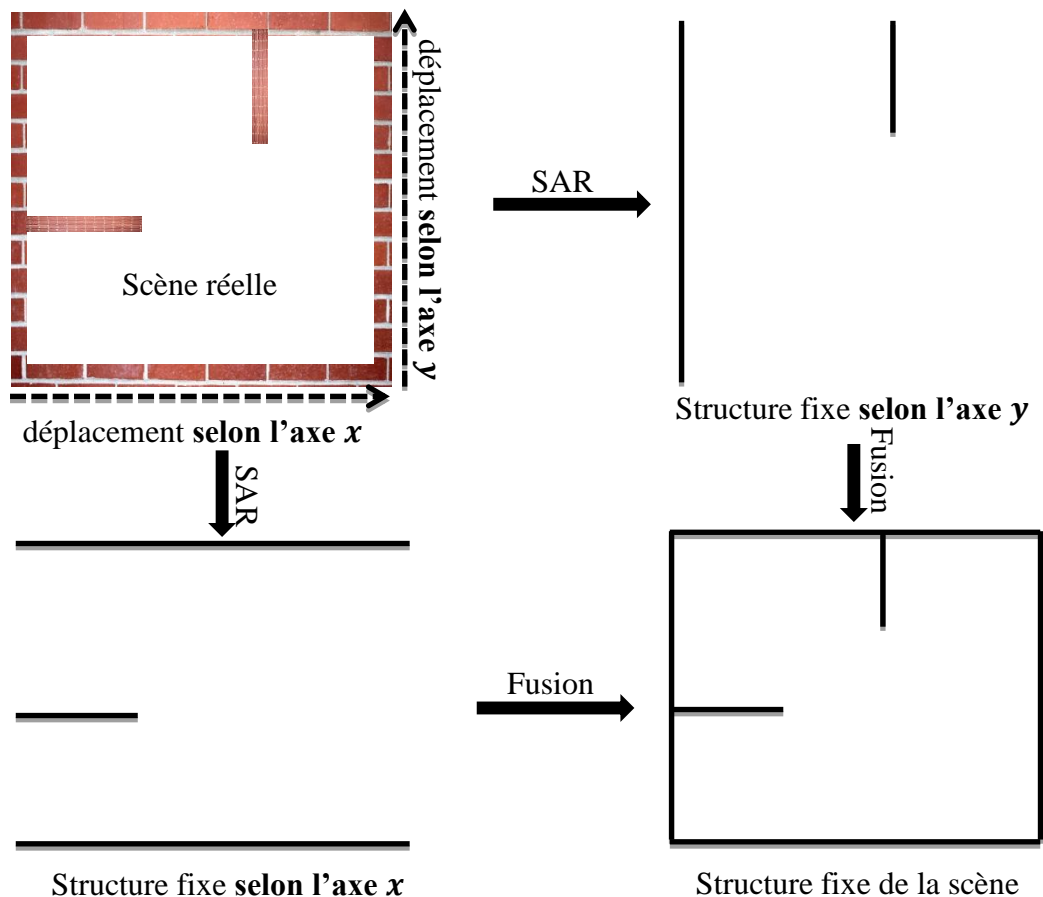 déplacement selon l'axe y
SAR
Scène réelle
déplacement selon l'axe x
Structure fixe selon l'axe y
SAR
Fusion
Fusion
Structure fixe selon l'axe x
Structure fixe de la scène